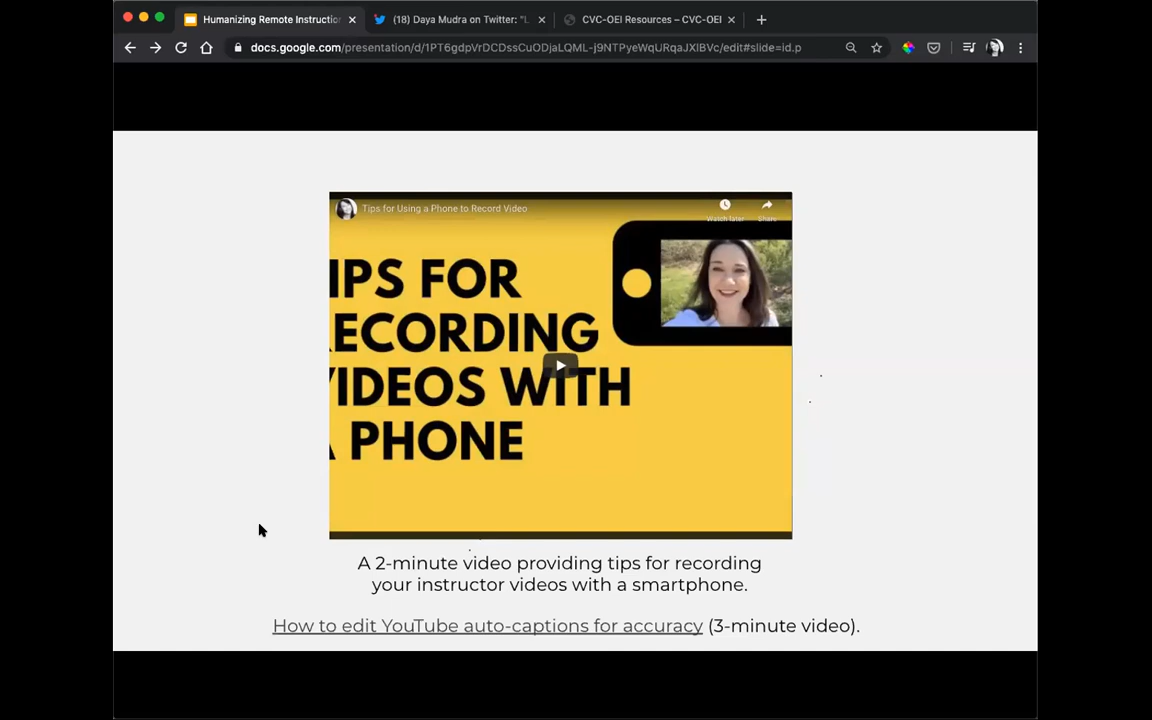 Humanizing Remote Instruction
(18) Daya Mudra on Twitter: "I
CVC-OEI Resources – CVC-OEI
docs.google.com/presentation/d/1PT6gdpVrDCDssCuODjaLQML-j9NTPyeWqURqaJXlBVc/edit#slide=id.p
Tips for Using a Phone to Record Video
Watch later
Share
IPS FOR
ECORDING
VIDEOS WITH
A PHONE
A 2-minute video providing tips for recording
your instructor videos with a smartphone.
How to edit YouTube auto-captions for accuracy (3-minute video).